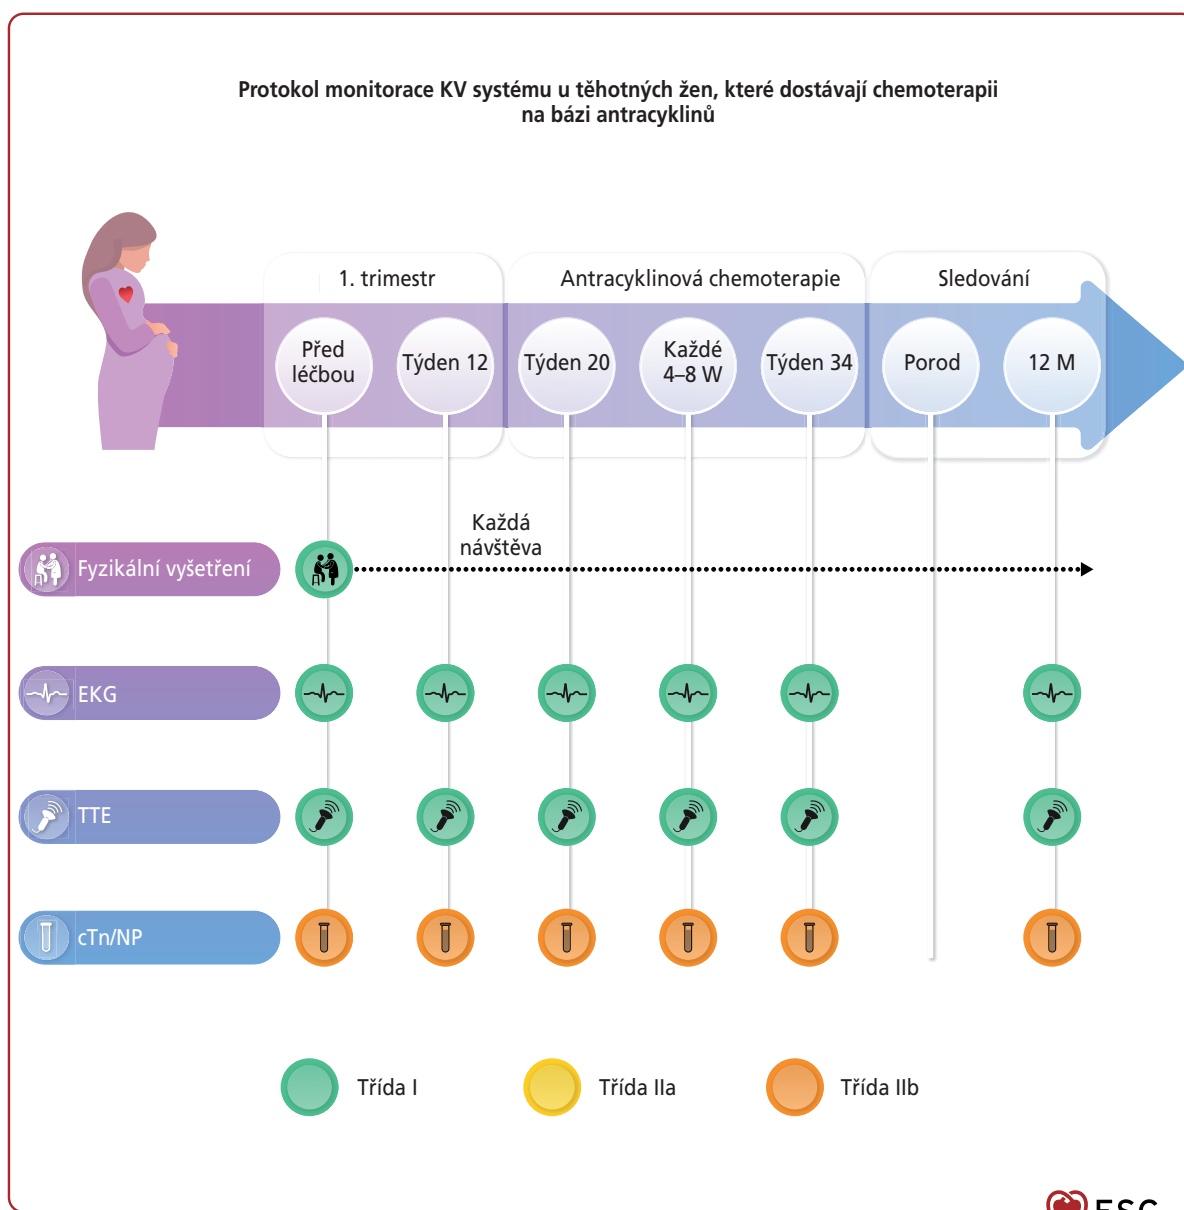 Protokol monitorace KV systému u těhotných žen, které dostávají chemoterapii
na bázi antracyklinů
1. trimestr
Antracyklinová chemoterapie
Sledování
Před
léčbou
Týden 12
Týden 20
Každé
4–8 W
Týden 34
Porod
12 M
Každá
návštěva
Fyzikální vyšetření
EKG
TTE
cTn/NP
Třída I
Třída IIa
Třída IIb
ESC